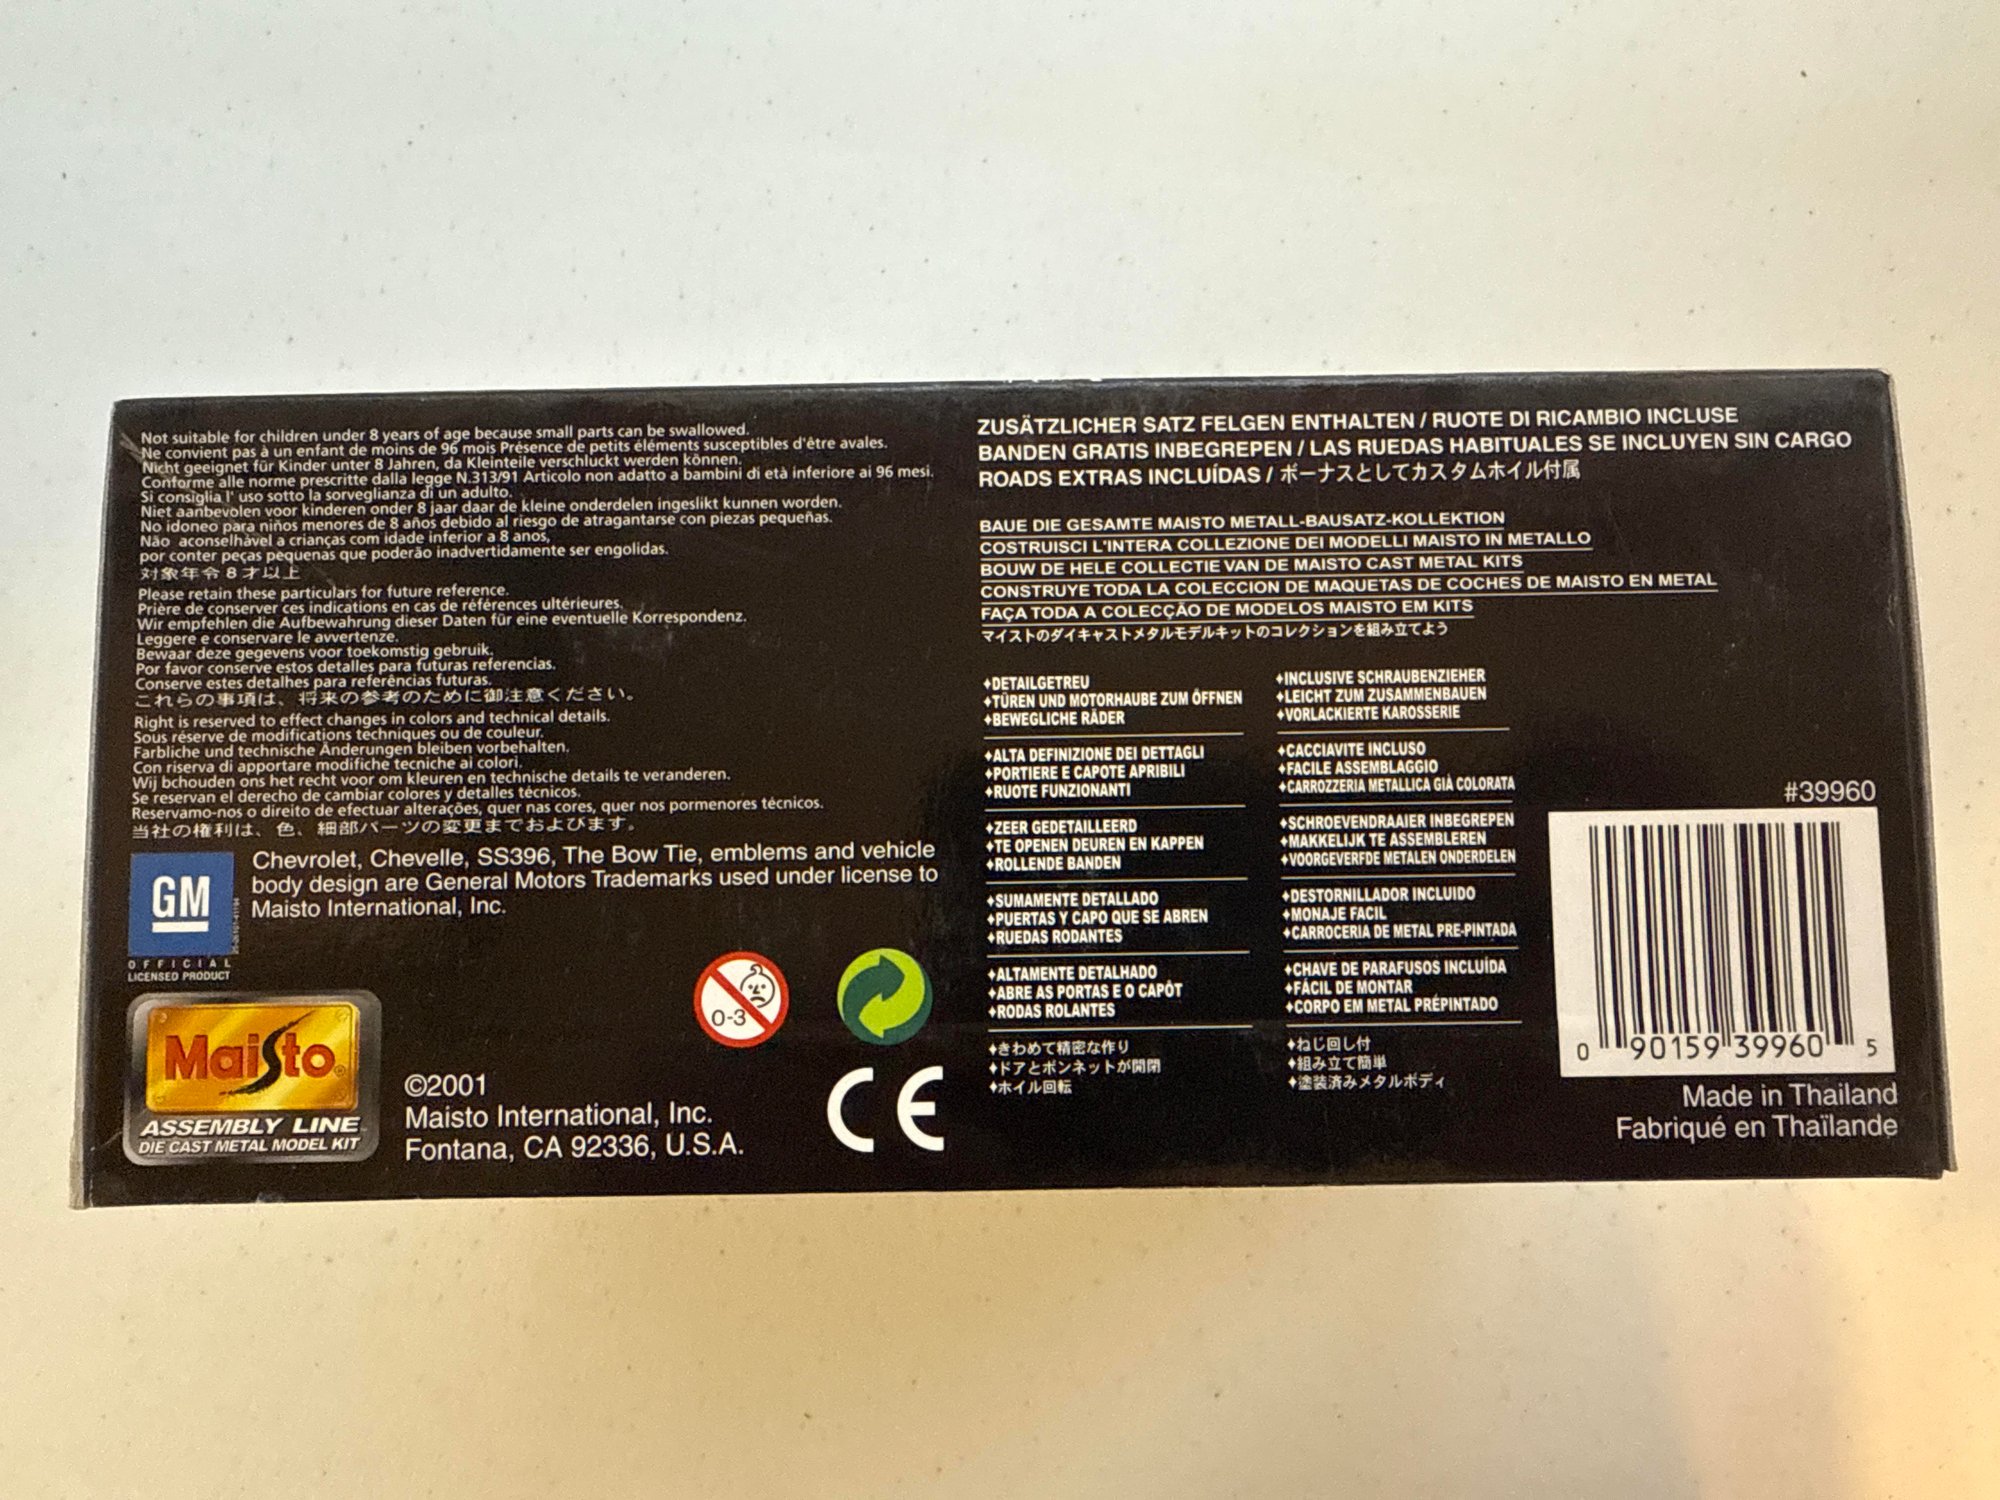 Not suitable for children under 8 years of age because small parts can be swallowed.
Ne convient pas à un enfant de moins de 96 mois Présence de petits éléments susceptibles d'être avales.
Nicht geeignet für Kinder unter 8 Jahren, da Kleinteile verschluckt werden können.
Conforme alle norme prescritte dalla legge N.313/91 Articolo non adatto a bambini di età inferiore ai 96 mesi.
Si consiglia l' uso sotto la sorveglianza di un adulto.
Niet aanbevolen voor kinderen onder 8 jaar daar de kleine onderdelen ingeslikt kunnen worden.
No idoneo para niños menores de 8 años debido al riesgo de atragantarse con piezas pequeñas.
Não aconselhável a crianças com idade inferior a 8 anos,
por conter peças pequenas que poderão inadvertidamente ser engolidas.
対象年令8才以上
Please retain these particulars for future reference.
Prière de conserver ces indications en cas de références ultérieures.
Wir empfehlen die Aufbewahrung dieser Daten für eine eventuelle Korrespondenz.
Leggere e conservare le avvertenze.
Bewaar deze gegevens voor toekomstig gebruik.
Por favor conserve estos detalles para futuras referencias.
Conserve estes detalhes para referências futuras.
これらの事項は、将来の参考のために御注意ください。
Right is reserved to effect changes in colors and technical details.
Sous réserve de modifications techniques ou de couleur.
Farbliche und technische Änderungen bleiben vorbehalten.
Con riserva di apportare modifiche tecniche ai colori.
Wij bchouden ons het recht voor om kleuren en technische details te veranderen.
Se reservan el derecho de cambiar colores y detalles técnicos.
Reservamo-nos o direito de efectuar alterações, quer nas cores, quer nos pormenores técnicos.
当社の権利は、色、細部パーツの変更までおよびます。
GM
OFFICIAL
LICENSED PRODUCT
Chevrolet, Chevelle, SS396, The Bow Tie, emblems and vehicle
body design are General Motors Trademarks used under license to
Maisto International, Inc.
Maisto®
ASSEMBLY LINE™
DIE CAST METAL MODEL KIT
©2001
Maisto International, Inc.
Fontana, CA 92336, U.S.A.
0-3
CE
ZUSÄTZLICHER SATZ FELGEN ENTHALTEN / RUOTE DI RICAMBIO INCLUSE
BANDEN GRATIS INBEGREPEN / LAS RUEDAS HABITUALES SE INCLUYEN SIN CARGO
ROADS EXTRAS INCLUÍDAS / ボーナスとしてカスタムホイル付属
BAUE DIE GESAMTE MAISTO METALL-BAUSATZ-KOLLEKTION
COSTRUISCI L'INTERA COLLEZIONE DEI MODELLI MAISTO IN METALLO
BOUW DE HELE COLLECTIE VAN DE MAISTO CAST METAL KITS
CONSTRUYE TODA LA COLECCION DE MAQUETAS DE COCHES DE MAISTO EN METAL
FAÇA TODA A COLECÇÃO DE MODELOS MAISTO EM KITS
マイストのダイキャストメタルモデルキットのコレクションを組み立てよう
♦DETAILGETREU
♦TÜREN UND MOTORHAUBE ZUM ÖFFNEN
♦BEWEGLICHE RÄDER
♦ALTA DEFINIZIONE DEI DETTAGLI
♦PORTIERE E CAPOTE APRIBILI
♦RUOTE FUNZIONANTI
♦ZEER GEDETAILLEERD
♦TE OPENEN DEUREN EN KAPPEN
♦ROLLENDE BANDEN
♦SUMAMENTE DETALLADO
♦PUERTAS Y CAPO QUE SE ABREN
♦RUEDAS RODANTES
♦ALTAMENTE DETALHADO
♦ABRE AS PORTAS E O CAPÔT
♦RODAS ROLANTES
♦きわめて精密な作り
♦ドアとボンネットが開閉
♦ホイル回転
♦INCLUSIVE SCHRAUBENZIEHER
♦LEICHT ZUM ZUSAMMENBAUEN
♦VORLACKIERTE KAROSSERIE
♦CACCIAVITE INCLUSO
♦FACILE ASSEMBLAGGIO
♦CARROZZERIA METALLICA GIÀ COLORATA
♦SCHROEVENDRAAIER INBEGREPEN
♦MAKKELIJK TE ASSEMBLEREN
♦VOORGEVERFDE METALEN ONDERDELEN
♦DESTORNILLADOR INCLUIDO
♦MONAJE FACIL
♦CARROCERIA DE METAL PRE-PINTADA
♦CHAVE DE PARAFUSOS INCLUÍDA
♦FÁCIL DE MONTAR
♦CORPO EM METAL PRÉPINTADO
♦ねじ回し付
♦組み立て簡単
♦塗装済みメタルボディ
#39960
0 90159 39960 5
Made in Thailand
Fabriqué en Thaïlande